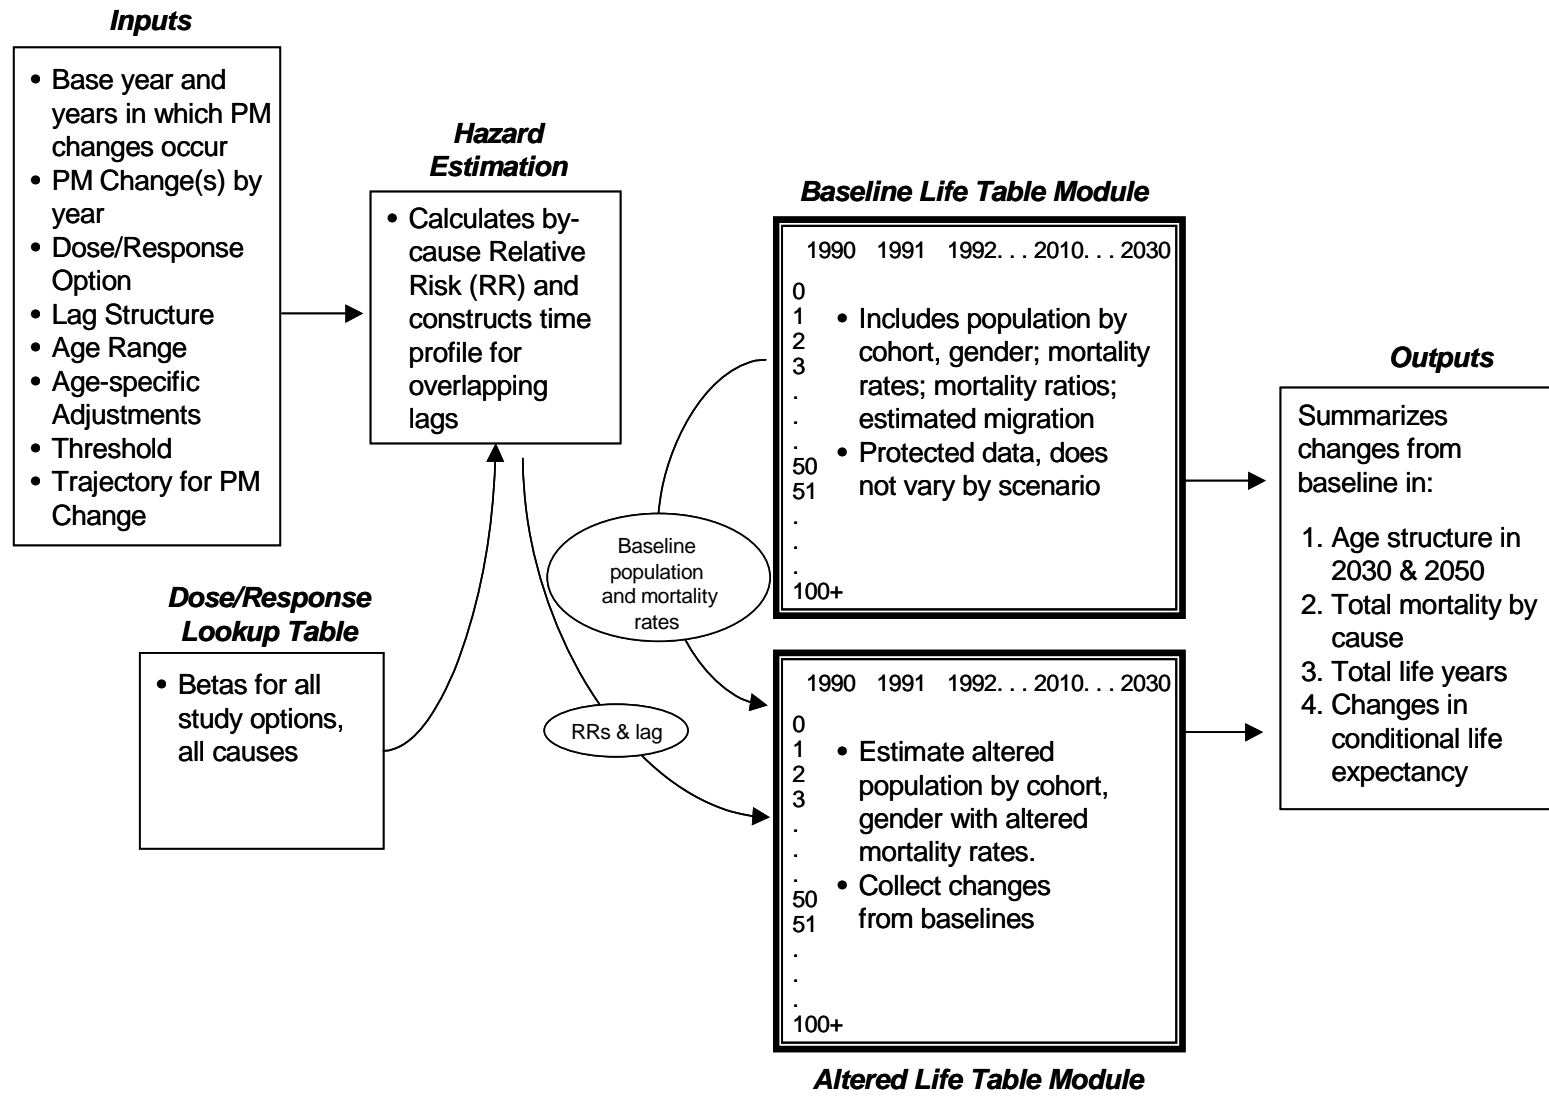 Inputs
• Base year and
years in which PM
changes occur
• PM Change(s) by
year
• Dose/Response
Option
• Lag Structure
• Age Range
• Age-specific
Adjustments
• Threshold
• Trajectory for PM
Change
Hazard
Estimation
• Calculates by-
cause Relative
Risk (RR) and
constructs time
profile for
overlapping
lags
Dose/Response
Lookup Table
• Betas for all
study options,
all causes
Baseline
population
and mortality
rates
RRs & lag
Baseline Life Table Module
1990 1991 1992. . . 2010. . . 2030
0
1
2
3
.
.
.
50
51
.
.
.
100+
• Includes population by
cohort, gender; mortality
rates; mortality ratios;
estimated migration
• Protected data, does
not vary by scenario
1990 1991 1992. . . 2010. . . 2030
0
1
2
3
.
.
.
50
51
.
.
.
100+
• Estimate altered
population by cohort,
gender with altered
mortality rates.
• Collect changes
from baselines
Altered Life Table Module
Outputs
Summarizes
changes from
baseline in:
1. Age structure in
2030 & 2050
2. Total mortality by
cause
3. Total life years
4. Changes in
conditional life
expectancy